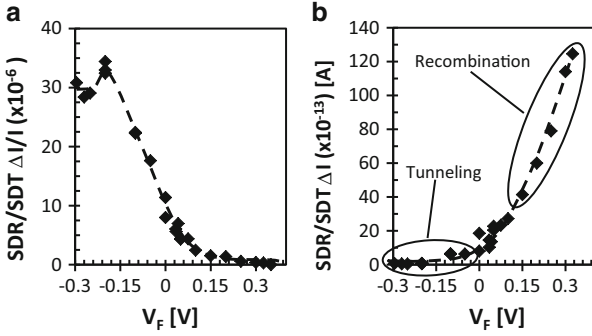 a
SDR/SDT ΔI/I (x10⁻⁶)
40
30
20
10
0
-0.3 -0.15 0 0.15 0.3
V_F [V]
b
SDR/SDT ΔI (x10⁻¹³) [A]
140
120
100
80
60
40
20
0
Recombination
Tunneling
-0.3 -0.15 0 0.15 0.3
V_F [V]